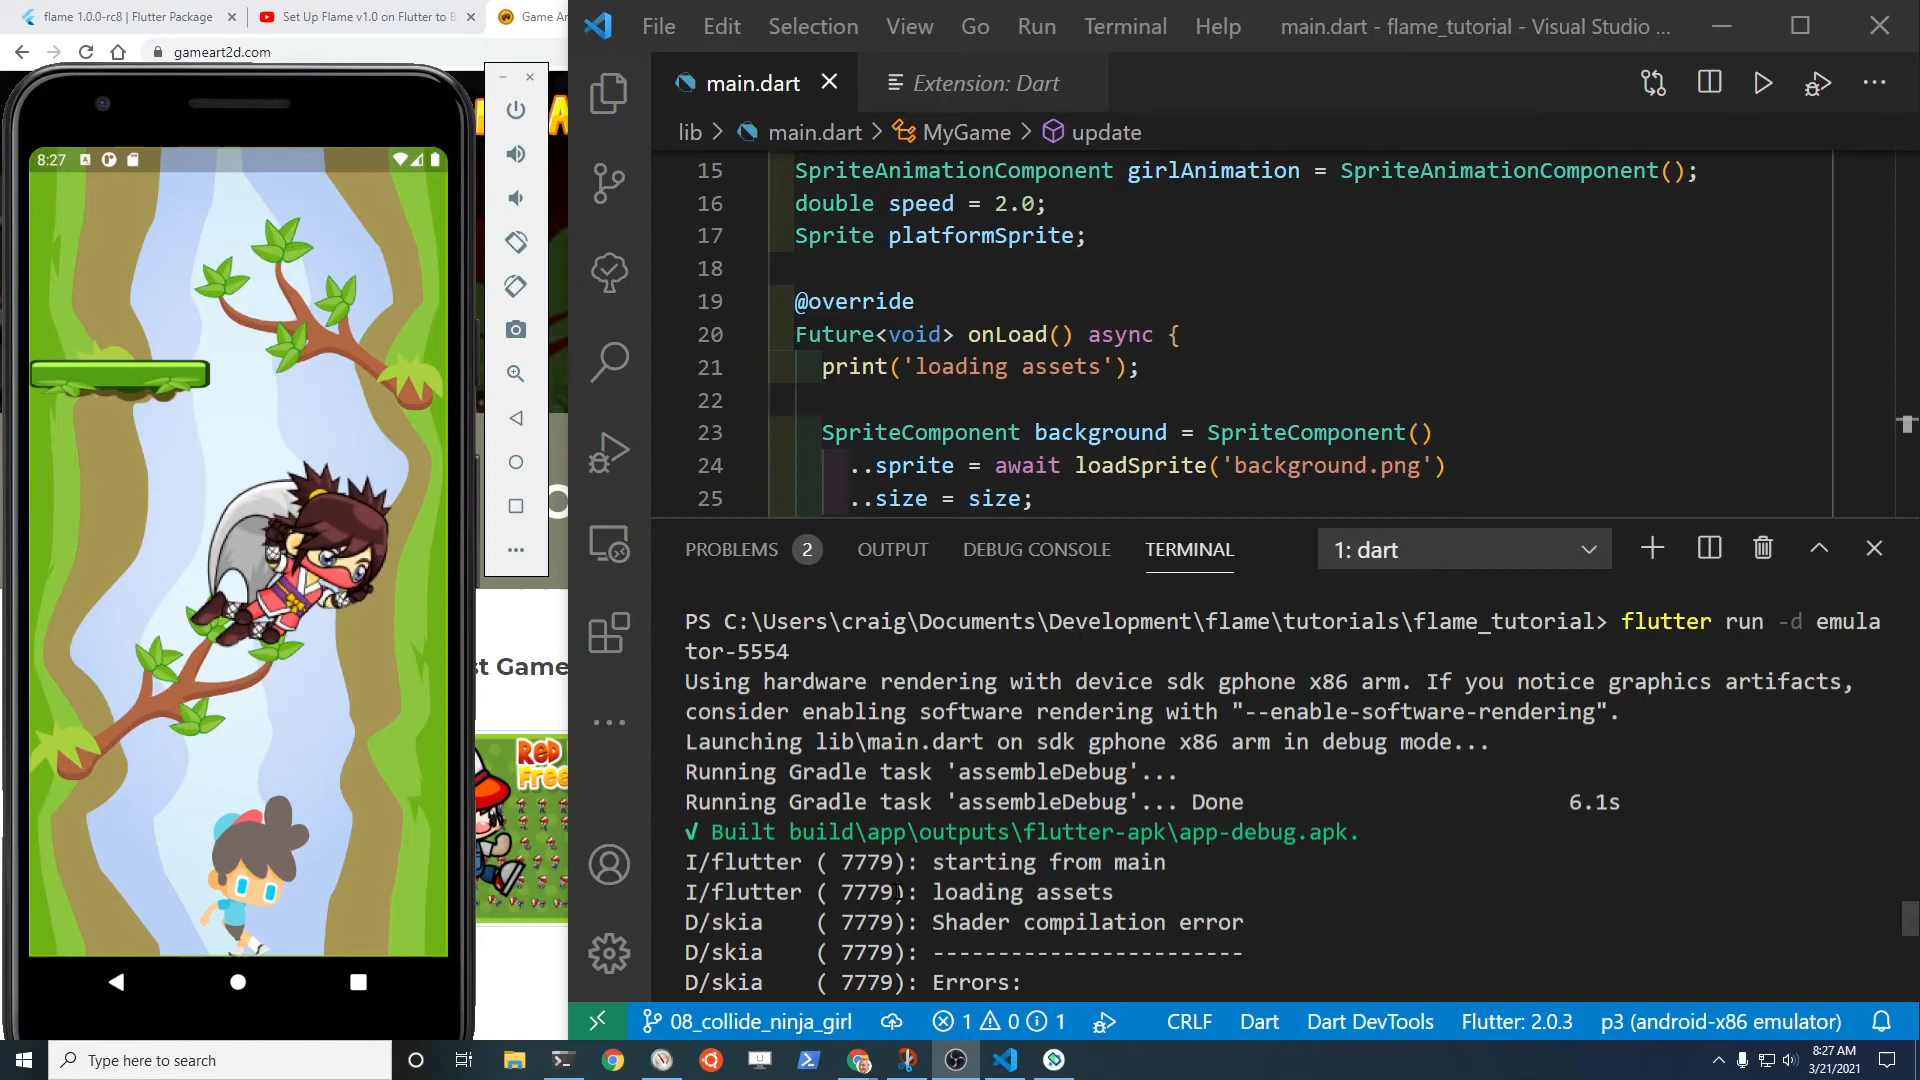 flame 1.0.0-rc8 | Flutter Package
Set Up Flame v1.0 on Flutter to B
Game Ar
gameart2d.com
8:27
st Game
RED
FREE
File Edit Selection View Go Run Terminal Help
main.dart - flame_tutorial - Visual Studio ...
main.dart
Extension: Dart
lib > main.dart > MyGame > update
15 SpriteAnimationComponent girlAnimation = SpriteAnimationComponent();
16 double speed = 2.0;
17 Sprite platformSprite;
18
19 @override
20 Future<void> onLoad() async {
21 print('loading assets');
22
23 SpriteComponent background = SpriteComponent()
24 ..sprite = await loadSprite('background.png')
25 ..size = size;
PROBLEMS 2 OUTPUT DEBUG CONSOLE TERMINAL 1: dart
PS C:\Users\craig\Documents\Development\flame\tutorials\flame_tutorial> flutter run -d emula
tor-5554
Using hardware rendering with device sdk gphone x86 arm. If you notice graphics artifacts,
consider enabling software rendering with "--enable-software-rendering".
Launching lib\main.dart on sdk gphone x86 arm in debug mode...
Running Gradle task 'assembleDebug'...
Running Gradle task 'assembleDebug'... Done 6.1s
√ Built build\app\outputs\flutter-apk\app-debug.apk.
I/flutter ( 7779): starting from main
I/flutter ( 7779): loading assets
D/skia ( 7779): Shader compilation error
D/skia ( 7779): ------------------------
D/skia ( 7779): Errors:
08_collide_ninja_girl 1 0 1 CRLF Dart Dart DevTools Flutter: 2.0.3 p3 (android-x86 emulator)
Type here to search
8:27 AM
3/21/2021